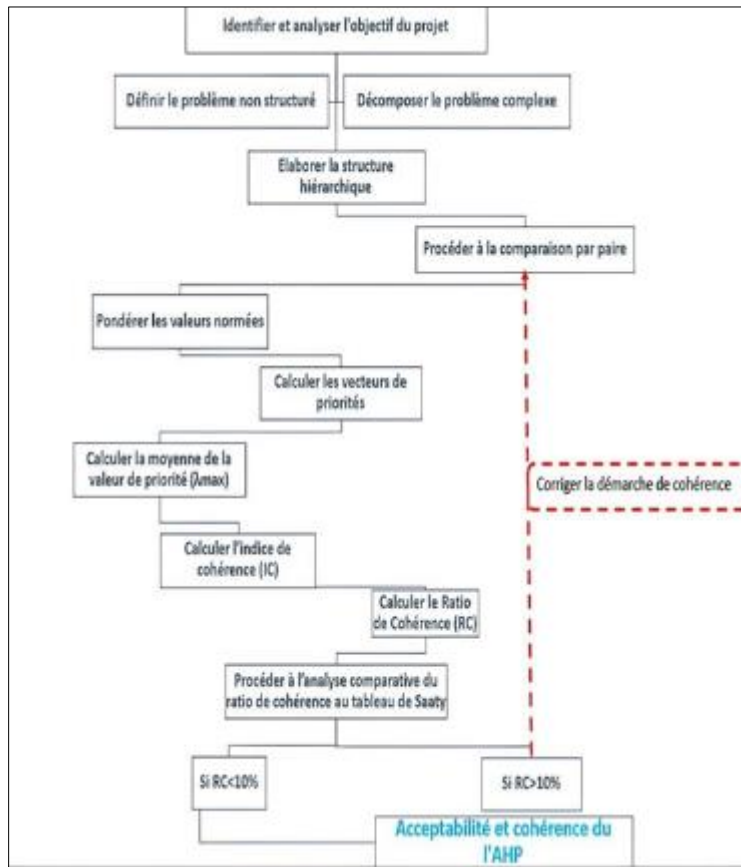 Identifier et analyser l'objectif du projet
Définir le problème non structuré
Décomposer le problème complexe
Elaborer la structure
hiérarchique
Procéder à la comparaison par paire
Pondérer les valeurs normées
Calculer les vecteurs de
priorités
Calculer la moyenne de la
valeur de priorité (λmax)
Corriger la démarche de cohérence
Calculer l'indice de
cohérence (IC)
Calculer le Ratio
de Cohérence (RC)
Procéder à l'analyse comparative du
ratio de cohérence au tableau de Saaty
Si RC<10%
Si RC>10%
Acceptabilité et cohérence du
l'AHP